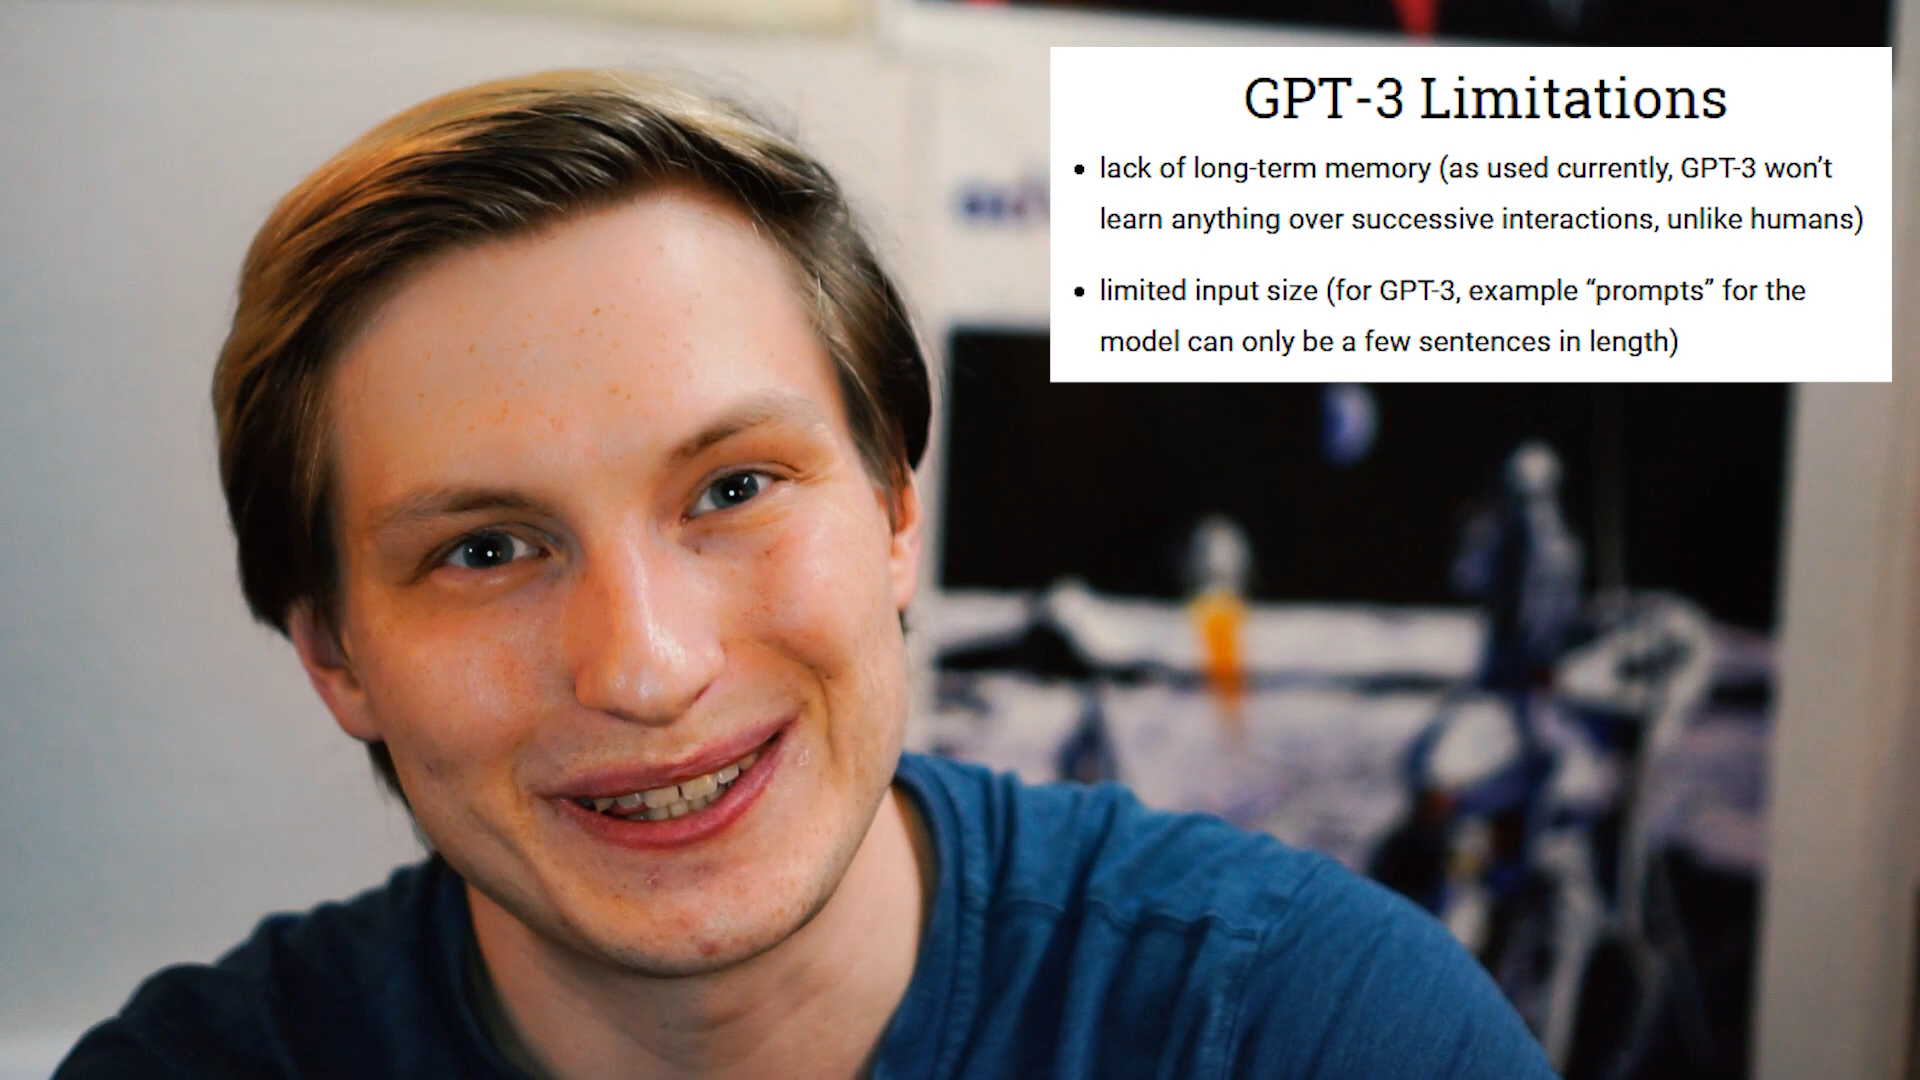 GPT-3 Limitations
• lack of long-term memory (as used currently, GPT-3 won’t
learn anything over successive interactions, unlike humans)
• limited input size (for GPT-3, example “prompts” for the
model can only be a few sentences in length)